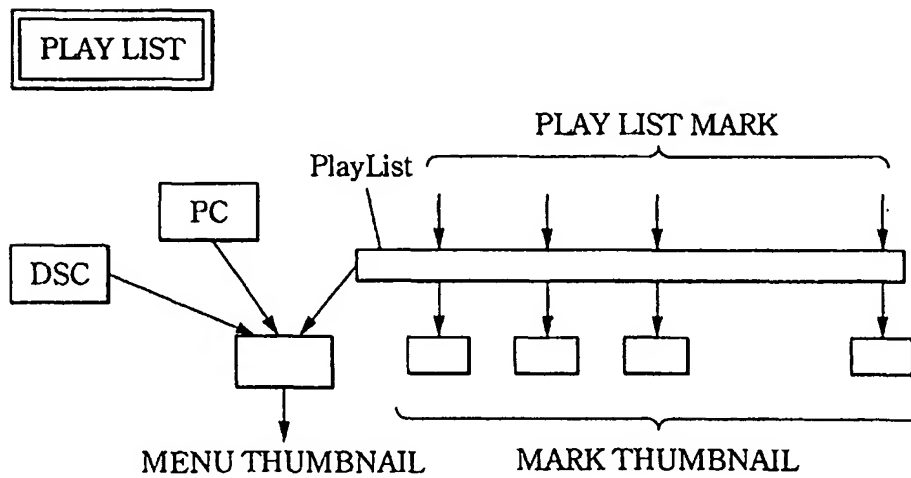 PLAY LIST
PLAY LIST MARK
PlayList
PC
DSC
MENU THUMBNAIL
MARK THUMBNAIL